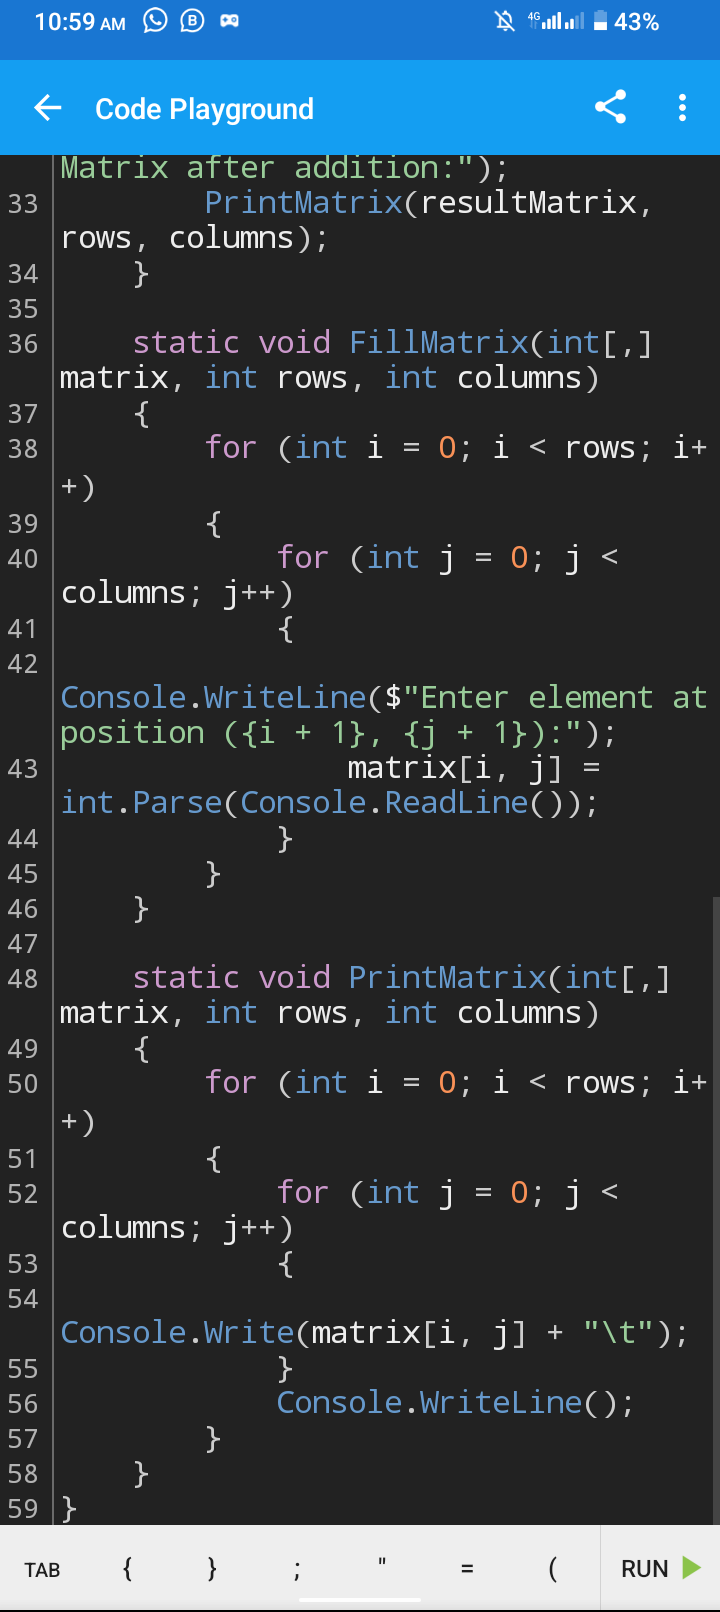 10:59 AM 4G 43%
Code Playground
Matrix after addition:");
33 PrintMatrix(resultMatrix,
rows, columns);
34 }
35
36 static void FillMatrix(int[,]
matrix, int rows, int columns)
37 {
38 for (int i = 0; i < rows; i+
+)
39 {
40 for (int j = 0; j <
columns; j++)
41 {
42
Console.WriteLine($"Enter element at
position ({i + 1}, {j + 1}):");
43 matrix[i, j] =
int.Parse(Console.ReadLine());
44 }
45 }
46 }
47
48 static void PrintMatrix(int[,]
matrix, int rows, int columns)
49 {
50 for (int i = 0; i < rows; i+
+)
51 {
52 for (int j = 0; j <
columns; j++)
53 {
54
Console.Write(matrix[i, j] + "\t");
55 }
56 Console.WriteLine();
57 }
58 }
59 }
TAB { } ; " = ( RUN